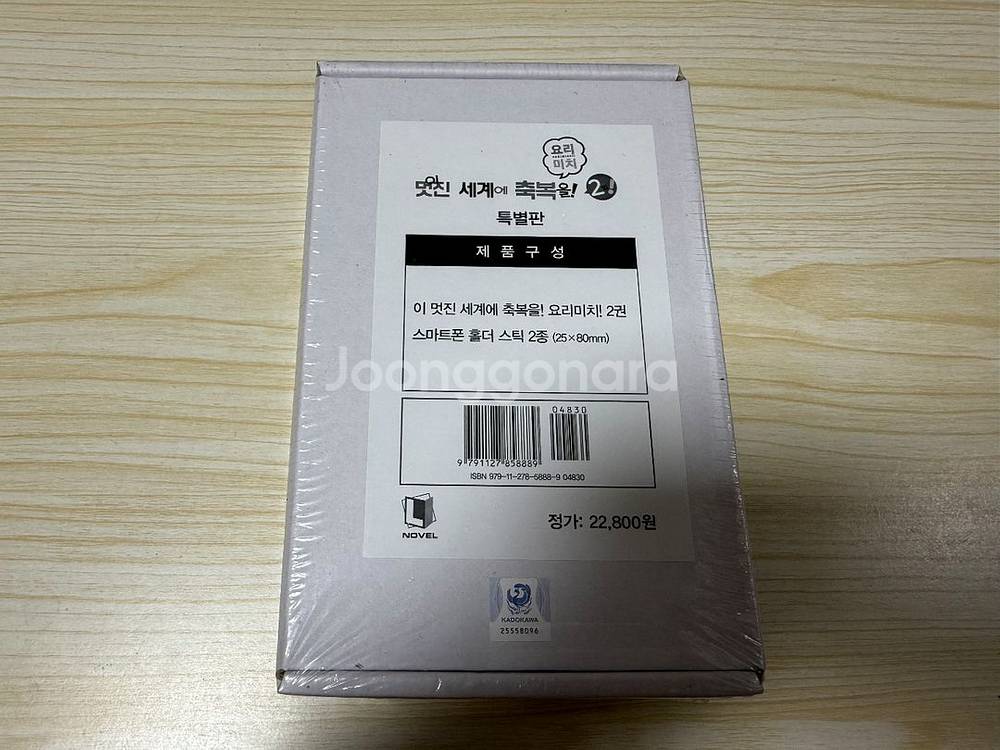 요리
미치
이 멋진 세계에 축복을! 2!
특별판
제품구성
이 멋진 세계에 축복을! 요리미치! 2권
스마트폰 홀더 스틱 2종 (25×80mm)
Joonggonara
04830
9 791127 858889
ISBN 979-11-278-5888-9 04830
NOVEL
정가: 22,800원
KADOKAWA
25558096